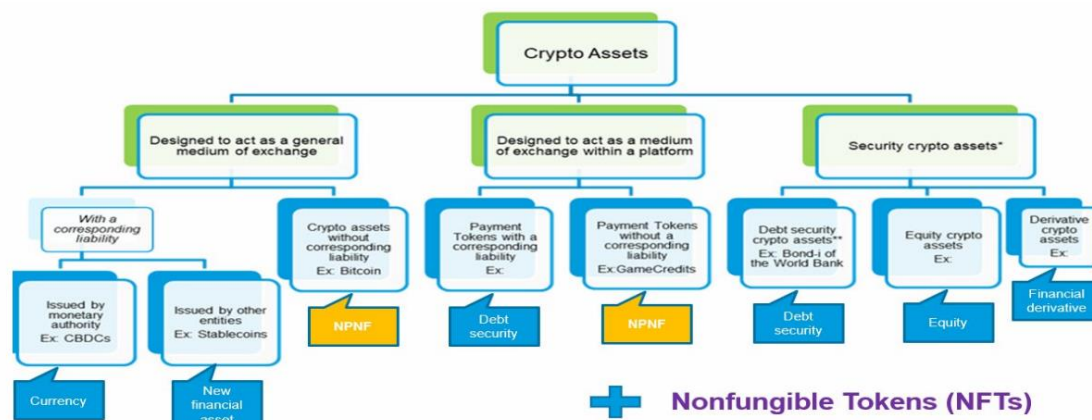 Crypto Assets
Designed to act as a general
medium of exchange
Designed to act as a medium
of exchange within a platform
Security crypto assets*
With a
corresponding
liability
Crypto assets
without
corresponding
liability
Ex: Bitcoin
Payment
Tokens with a
corresponding
liability
Ex:
Payment Tokens
without a
corresponding
liability
Ex:GameCredits
Debt security
crypto assets**
Ex: Bond-i of
the World Bank
Equity crypto
assets
Ex:
Derivative
crypto
assets
Ex:
Issued by
monetary
authority
Ex: CBDCs
Issued by other
entities
Ex: Stablecoins
NPNF
Debt
security
NPNF
Debt
security
Equity
Financial
derivative
Currency
New
financial
asset
Nonfungible Tokens (NFTs)